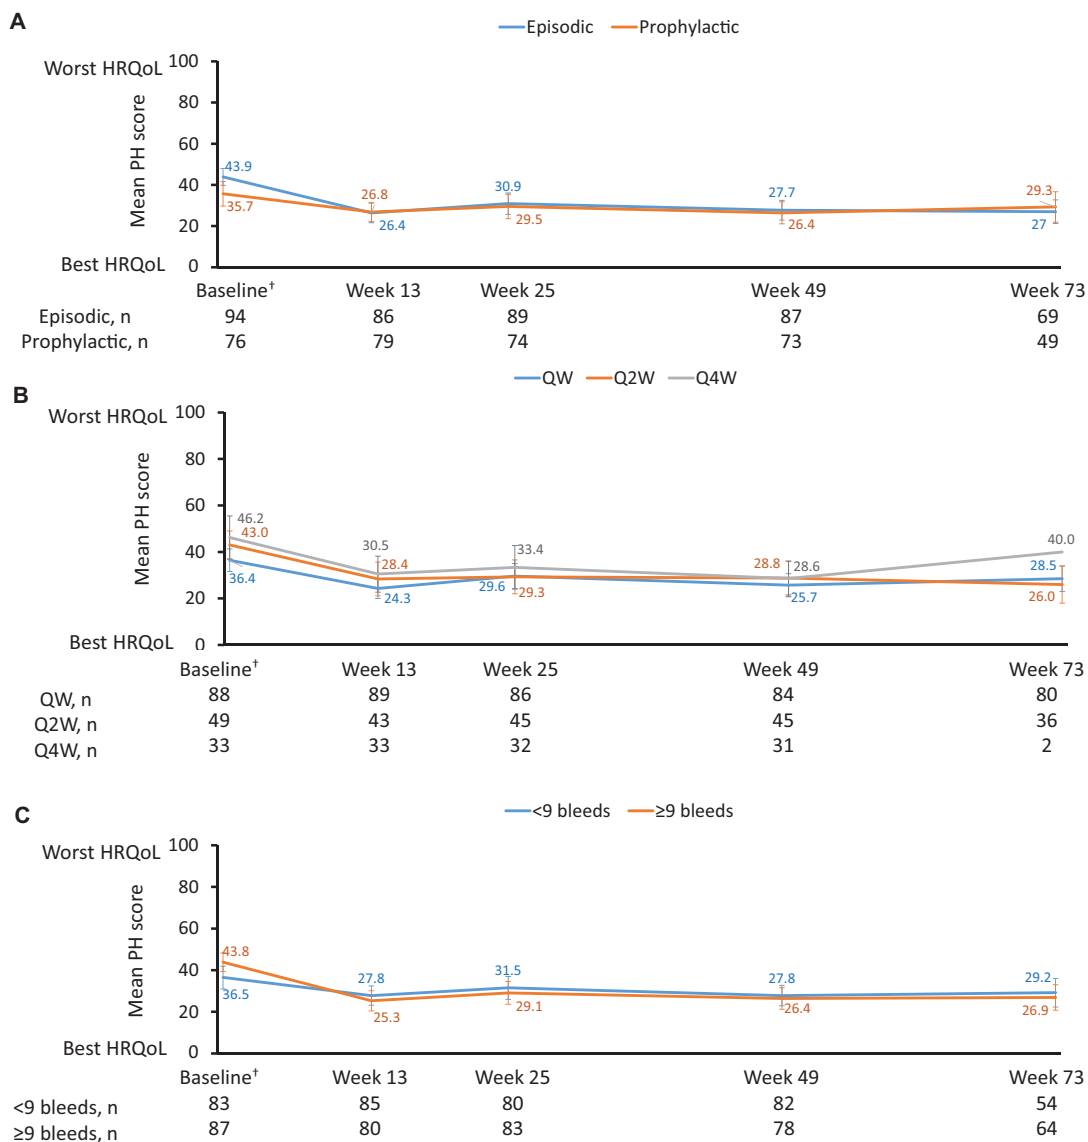 A
Episodic Prophylactic
Worst HRQoL 100
80
60
40
20
Best HRQoL 0
Mean PH score
43.9 26.8 30.9 27.7 29.3
35.7 26.4 29.5 26.4 27
Baseline† Week 13 Week 25 Week 49 Week 73
Episodic, n 94 86 89 87 69
Prophylactic, n 76 79 74 73 49
B
QW Q2W Q4W
Worst HRQoL 100
80
60
40
20
Best HRQoL 0
Mean PH score
46.2 30.5 33.4 28.6 40.0
43.0 28.4 29.3 28.8 26.0
36.4 24.3 29.6 25.7 28.5
Baseline† Week 13 Week 25 Week 49 Week 73
QW, n 88 89 86 84 80
Q2W, n 49 43 45 45 36
Q4W, n 33 33 32 31 2
C
<9 bleeds ≥9 bleeds
Worst HRQoL 100
80
60
40
20
Best HRQoL 0
Mean PH score
43.8 27.8 31.5 27.8 29.2
36.5 25.3 29.1 26.4 26.9
Baseline† Week 13 Week 25 Week 49 Week 73
<9 bleeds, n 83 85 80 82 54
≥9 bleeds, n 87 80 83 78 64